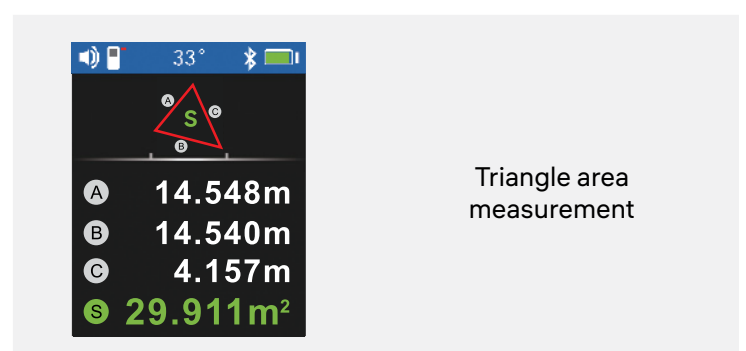 33°
A
C
S
B
A 14.548m
B 14.540m
C 4.157m
S 29.911m²
Triangle area
measurement